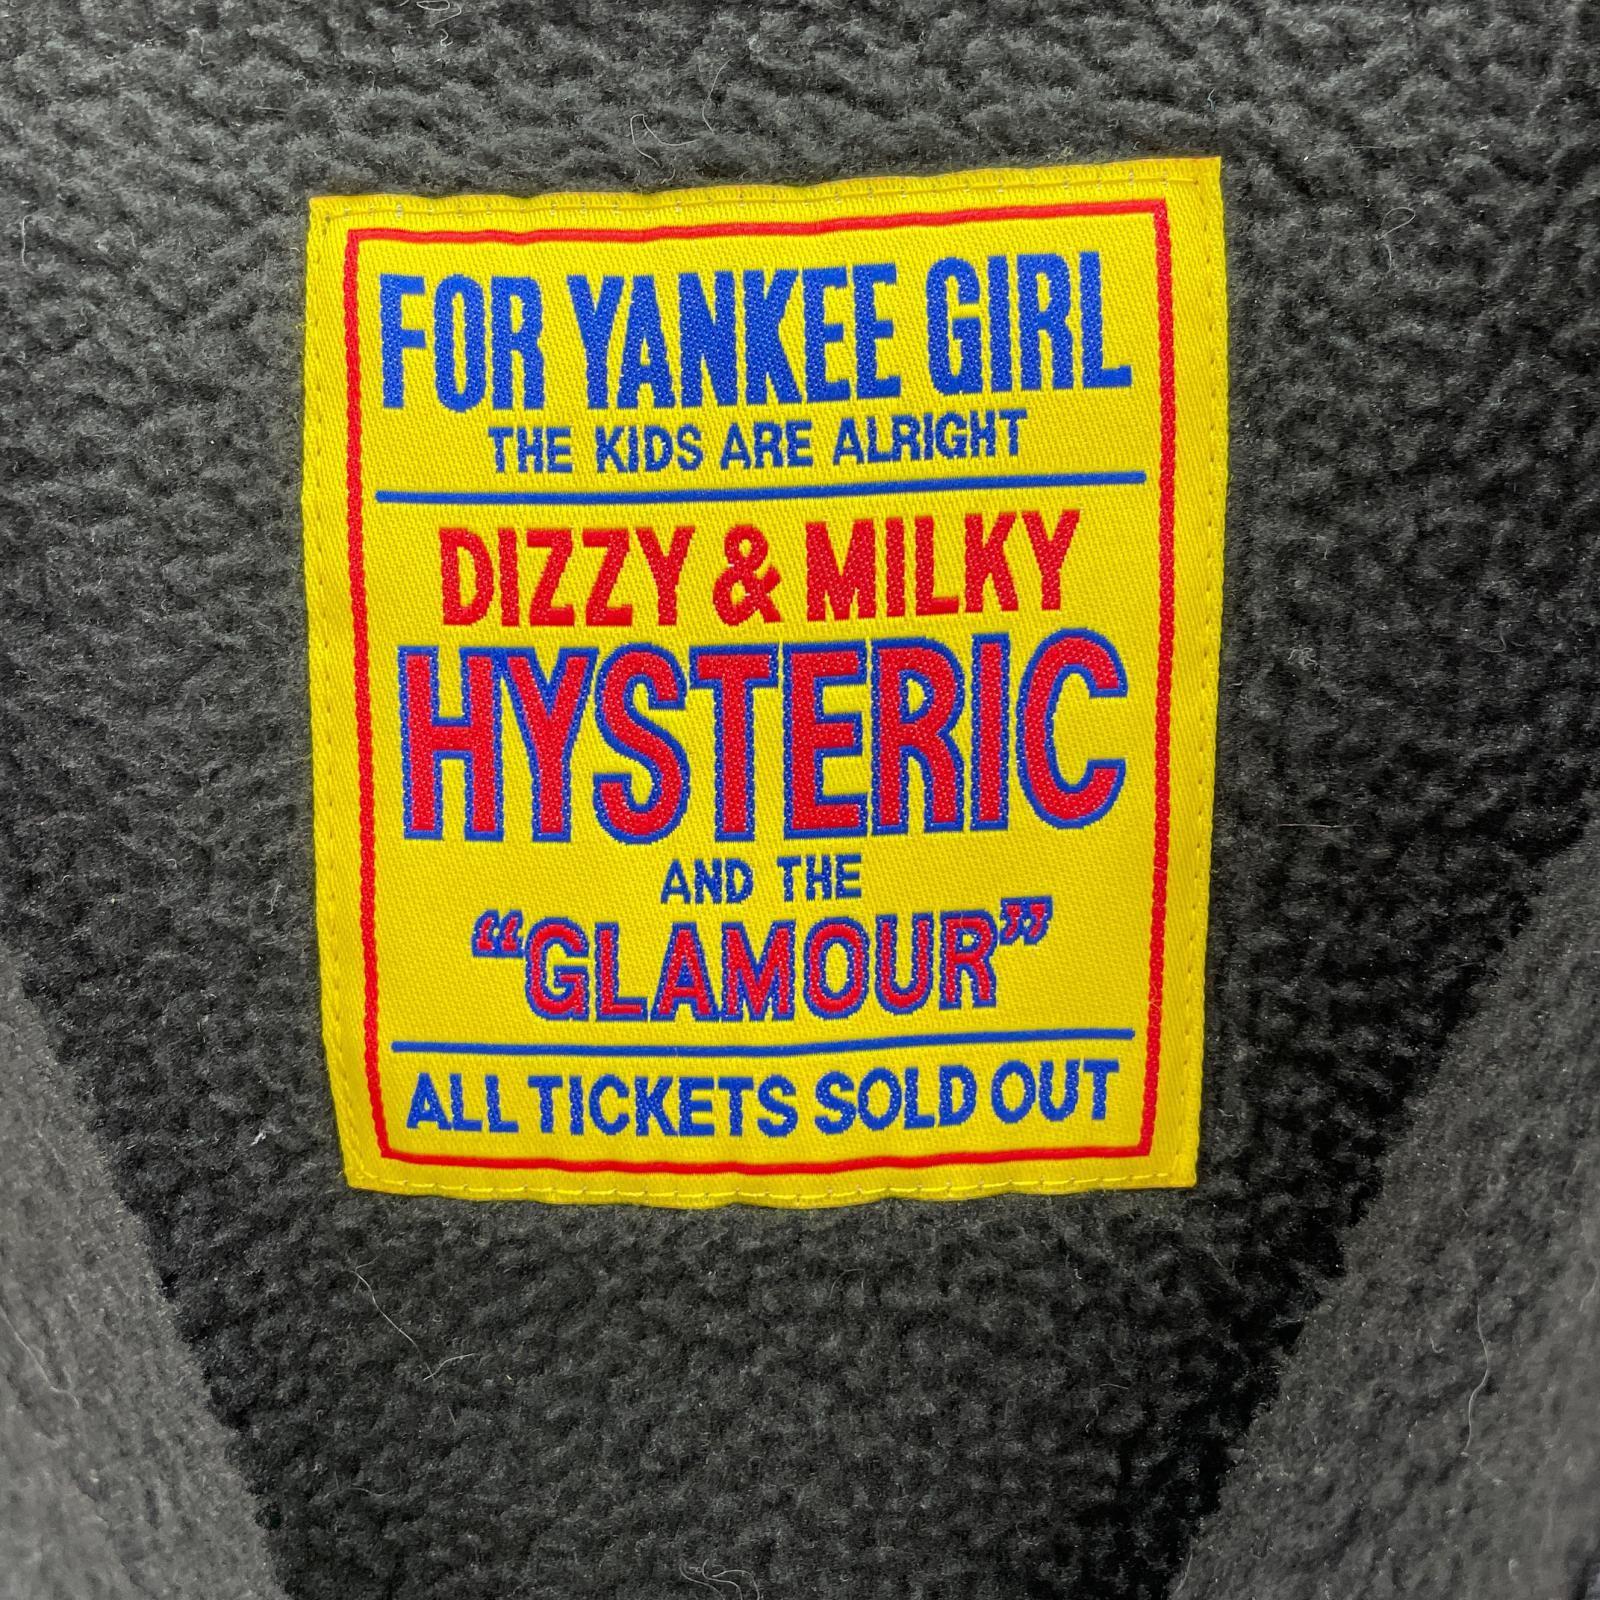 FOR YANKEE GIRL
THE KIDS ARE ALRIGHT
DIZZY & MILKY
HYSTERIC
AND THE
“GLAMOUR”
ALL TICKETS SOLD OUT